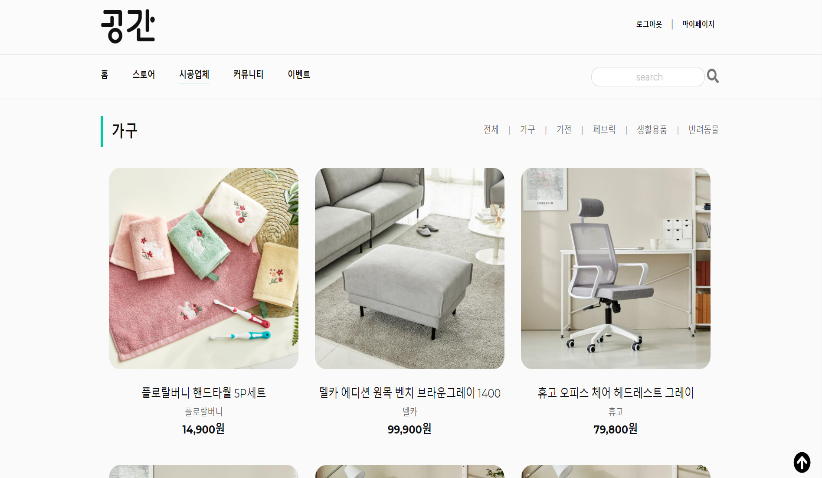 공간
로그아웃 | 마이페이지
홈 스토어 시공업체 커뮤니티 이벤트
search
가구
전체 | 가구 | 가전 | 페브릭 | 생활용품 | 반려동물
플로랄버니 핸드타월 5P세트
플로랄버니
14,900원
델카 에디션 원목 벤치 브라운그레이 1400
델카
99,900원
휴고 오피스 체어 헤드레스트 그레이
휴고
79,800원